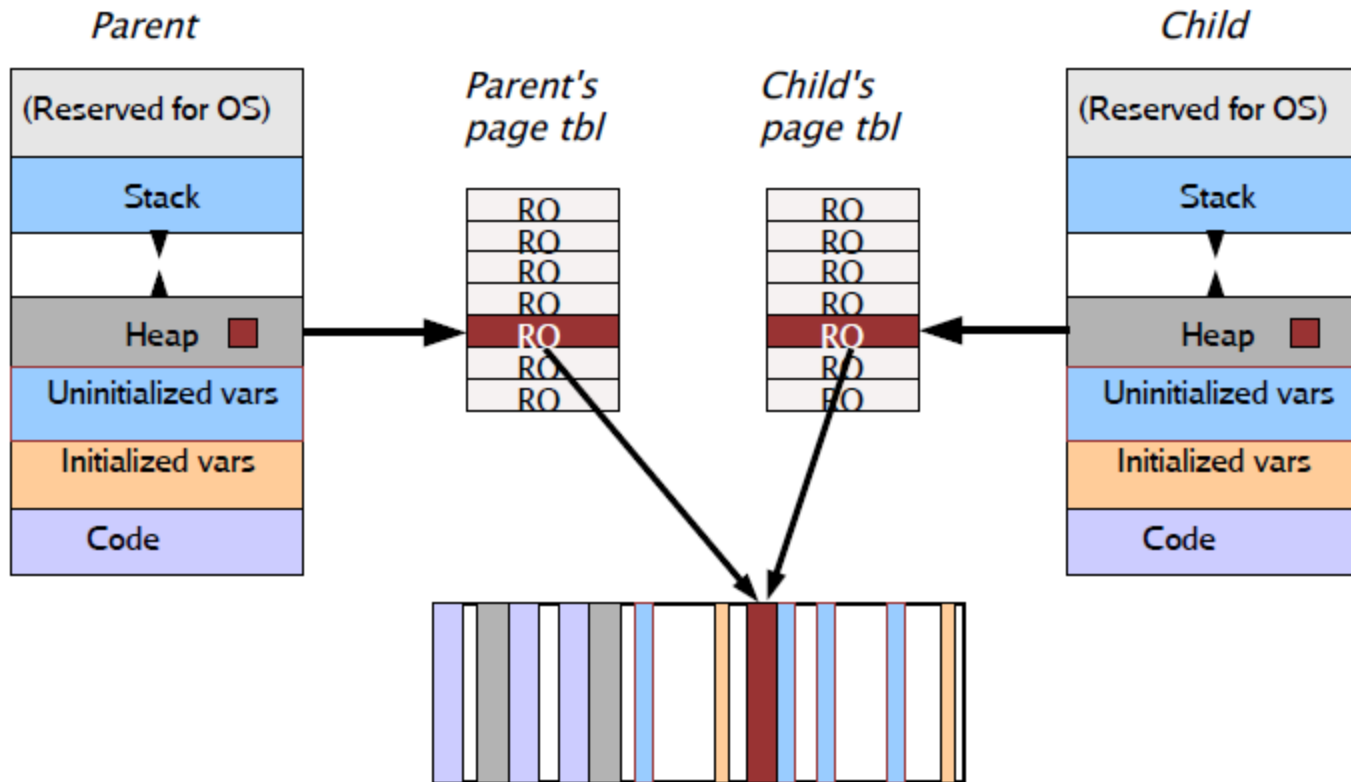 Parent
(Reserved for OS)
Stack
Heap
Uninitialized vars
Initialized vars
Code
Parent's
page tbl
RO
RO
RO
RO
RO
RO
RO
Child's
page tbl
RO
RO
RO
RO
RO
RO
RO
Child
(Reserved for OS)
Stack
Heap
Uninitialized vars
Initialized vars
Code